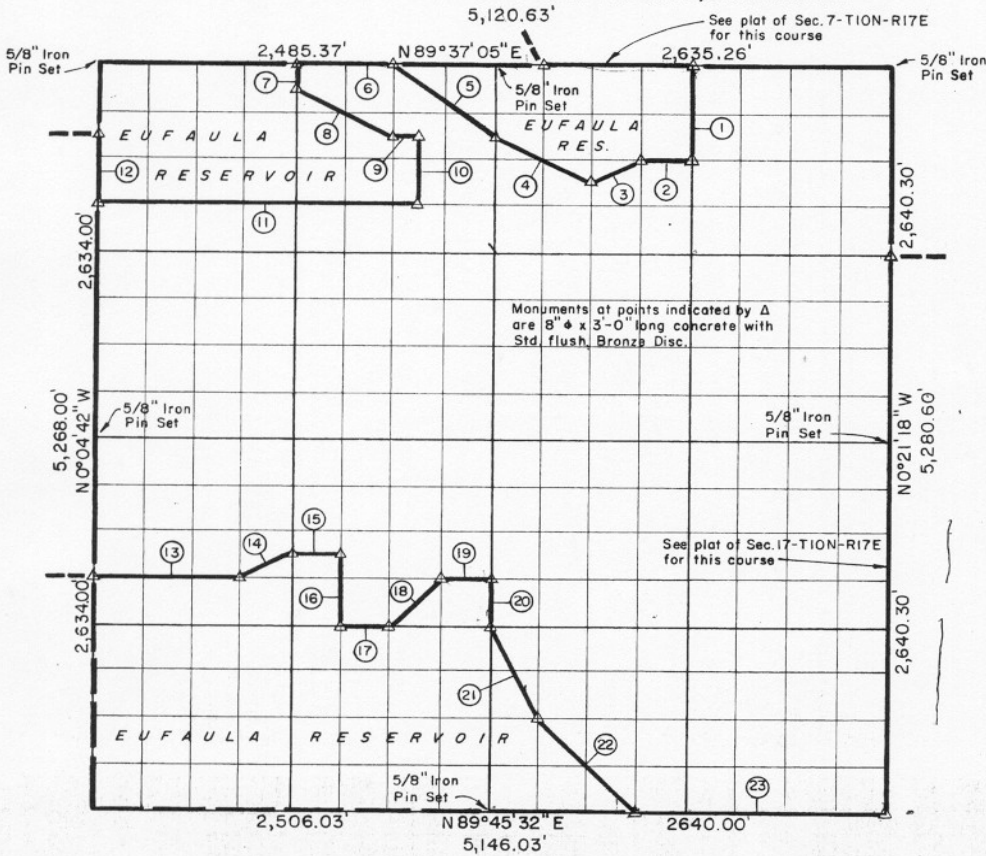 5,120.63'
See plat of Sec.7-T10N-R17E
for this course
5/8" Iron
Pin Set
2,485.37'
N 89°37'05" E
2,635.26'
5/8" Iron
Pin Set
5/8" Iron
Pin Set
7
6
5
1
8
9
10
4
3
2
EUFAULA
RESERVOIR
EUFAULA
RES.
12
11
2,634.00'
2,640.30'
Monuments at points indicated by Δ
are 8" ϕ x 3'-0" long concrete with
Std. flush, Bronze Disc.
5/8" Iron
Pin Set
5/8" Iron
Pin Set
5,268.00'
N 0°04'42" W
N 0°21'18" W
5,280.60'
See plat of Sec.17-T10N-R17E
for this course
13
14
15
16
17
18
19
20
21
22
23
2,634.00'
2,640.30'
EUFAULA RESERVOIR
5/8" Iron
Pin Set
2,506.03'
N 89°45'32" E
2640.00'
5,146.03'